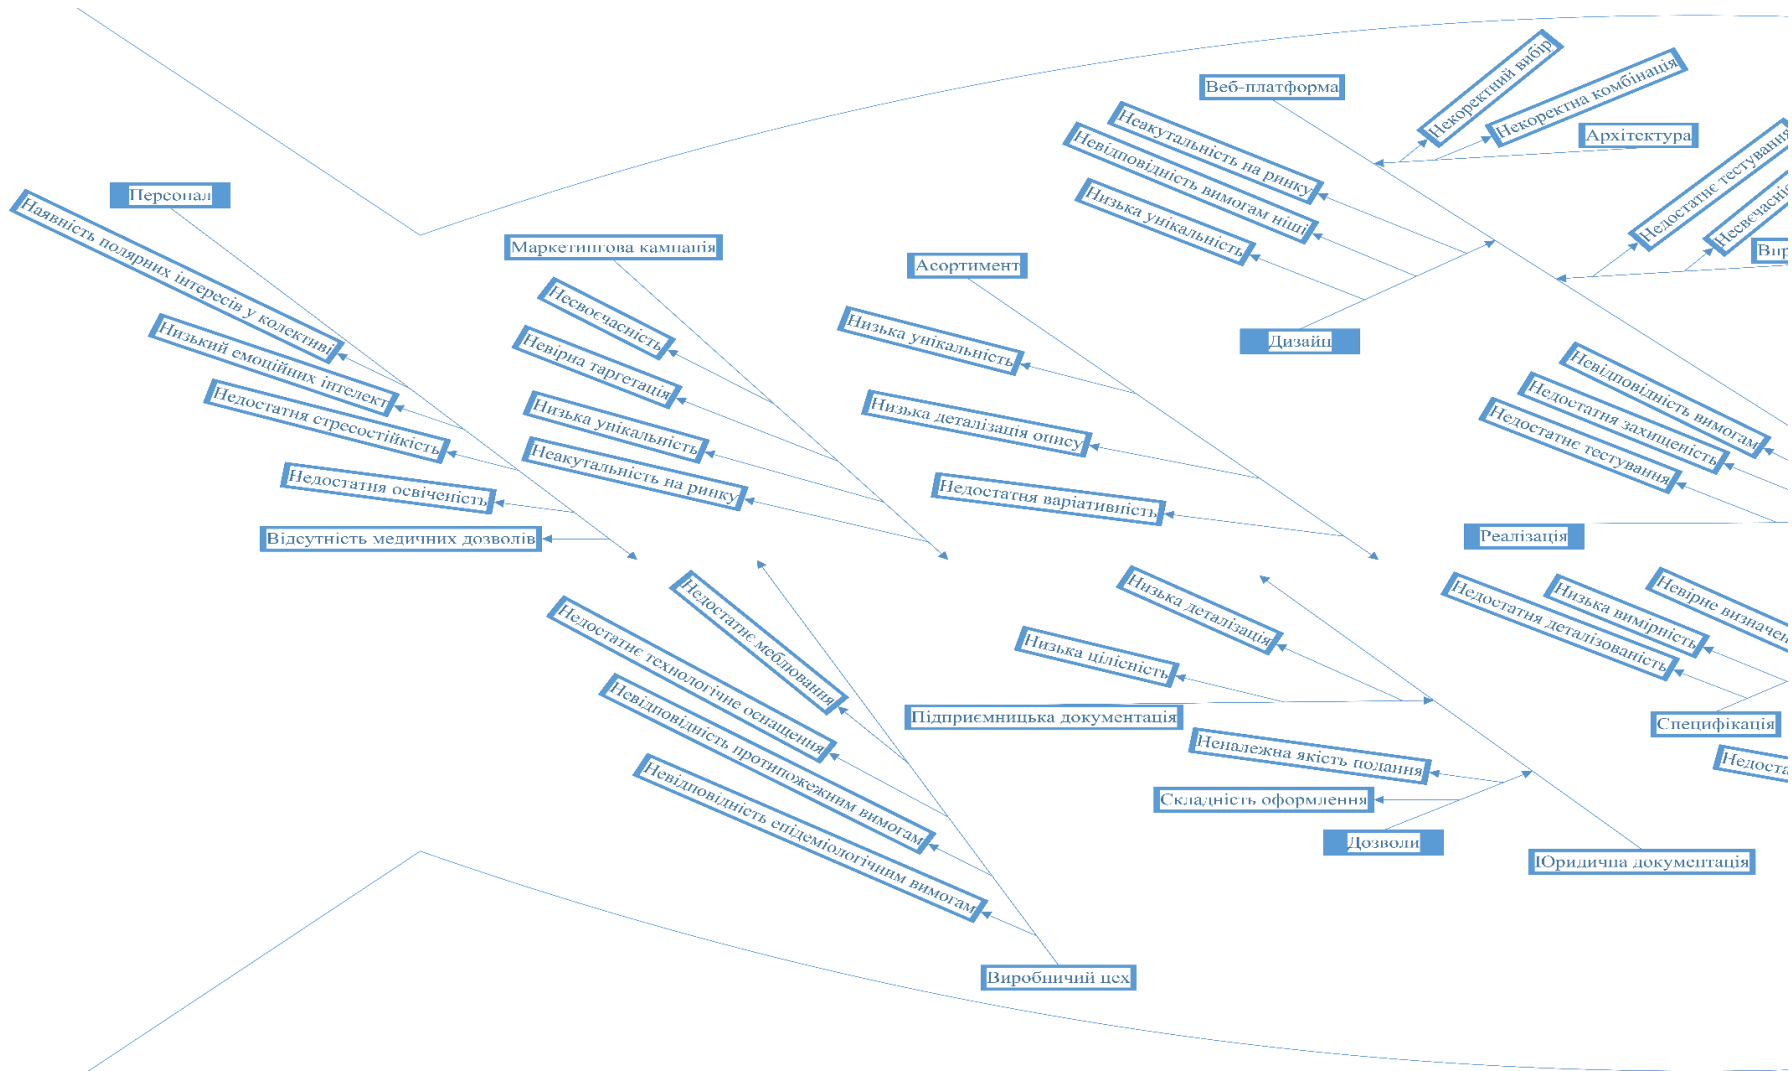 Персонал
Наявність полярних інтересів у колективі
Низький емоційних інтелект
Недостатня стресостійкість
Недостатня освіченість
Відсутність медичних дозволів
Маркетингова кампанія
Несвоєчасність
Невірна таргетація
Низька унікальність
Неакутальність на ринку
Асортимент
Низька унікальність
Низька деталізація опису
Недостатня варіативність
Веб-платформа
Некоректний вибір
Некоректна комбінація
Архітектура
Неакутальність на ринку
Невідповідність вимогам ніші
Низька унікальність
Дизайн
Недостатнє тестування
Невідповідність вимогам
Недостатня захищеність
Недостатнє тестування
Реалізація
Недостатнє меблювання
Недостатнє технологічне оснащення
Невідповідність протипожежним вимогам
Невідповідність епідеміологічним вимогам
Виробничий цех
Низька деталізація
Низька цілісність
Підприємницька документація
Неналежна якість подання
Складність оформлення
Дозволи
Юридична документація
Невірне
Низька вимірність
Недостатня деталізованість
Специфікація